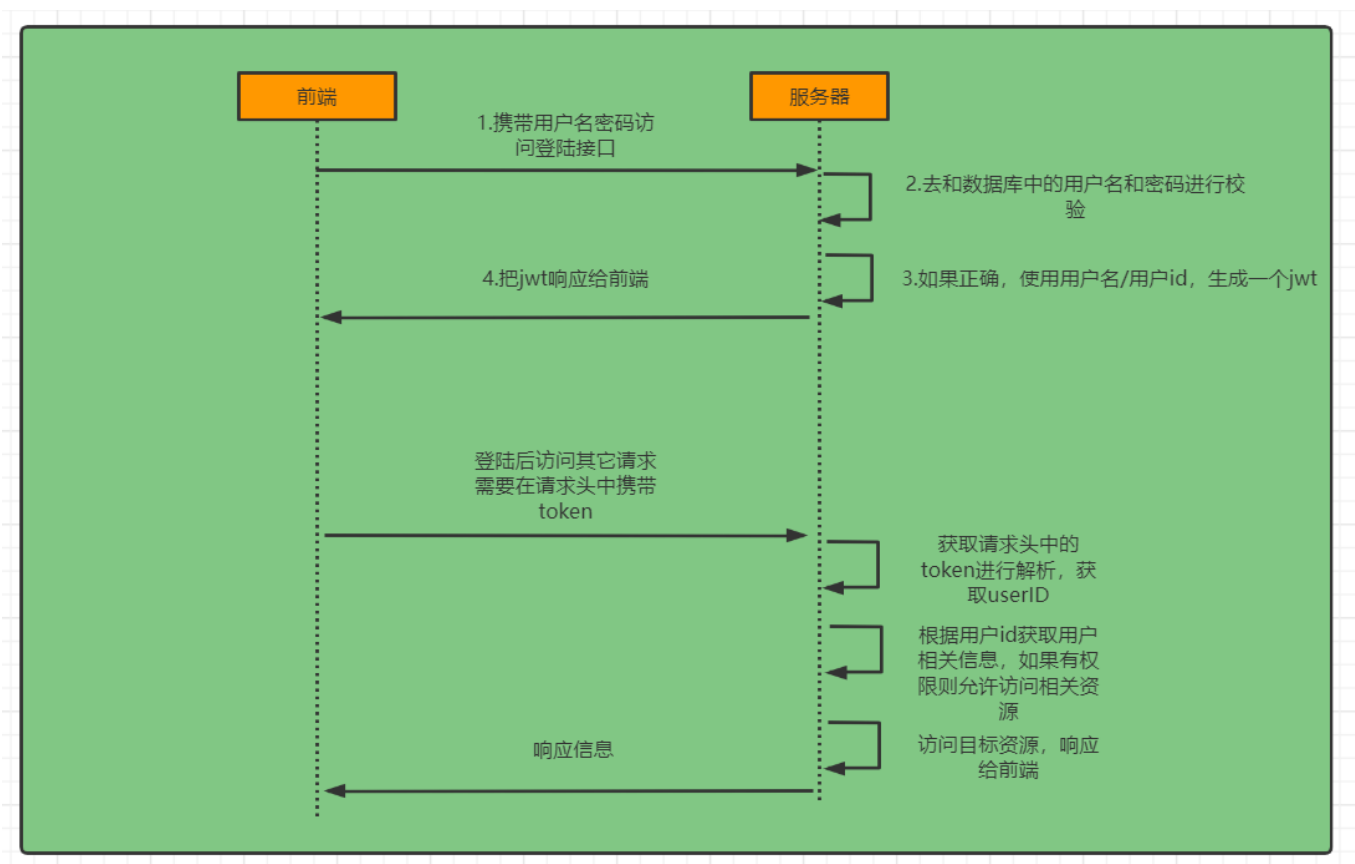 前端
服务器
1.携带用户名密码访
问登陆接口
2.去和数据库中的用户名和密码进行校
验
3.如果正确，使用用户名/用户id，生成一个jwt
4.把jwt响应给前端
登陆后访问其它请求
需要在请求头中携带
token
获取请求头中的
token进行解析，获
取userID
根据用户id获取用户
相关信息，如果有权
限则允许访问相关资
源
访问目标资源，响应
给前端
响应信息